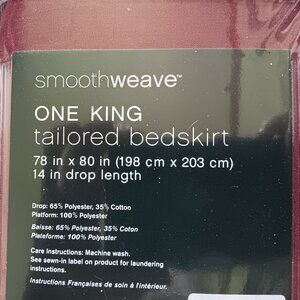 smoothweave™
ONE KING
tailored bedskirt
78 in x 80 in (198 cm x 203 cm)
14 in drop length
Drop: 65% Polyester, 35% Cotton
Platform: 100% Polyester
Baisse: 65% Polyester, 35% Coton
Plateforme: 100% Polyester
Care Instructions: Machine wash.
See sewn-in label on product for laundering
instructions.
Instructions Françaises de soin à l'intérieur.